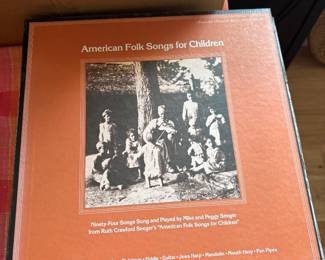 American Folk Songs for Children
Ninety-Four Songs Sung and Played by Mike and Peggy Seeger
from Ruth Crawford Seeger's "American Folk Songs for Children"
Fiddle • Guitar • Jaws Harp • Mandolin • Mouth Harp • Pan Pipes